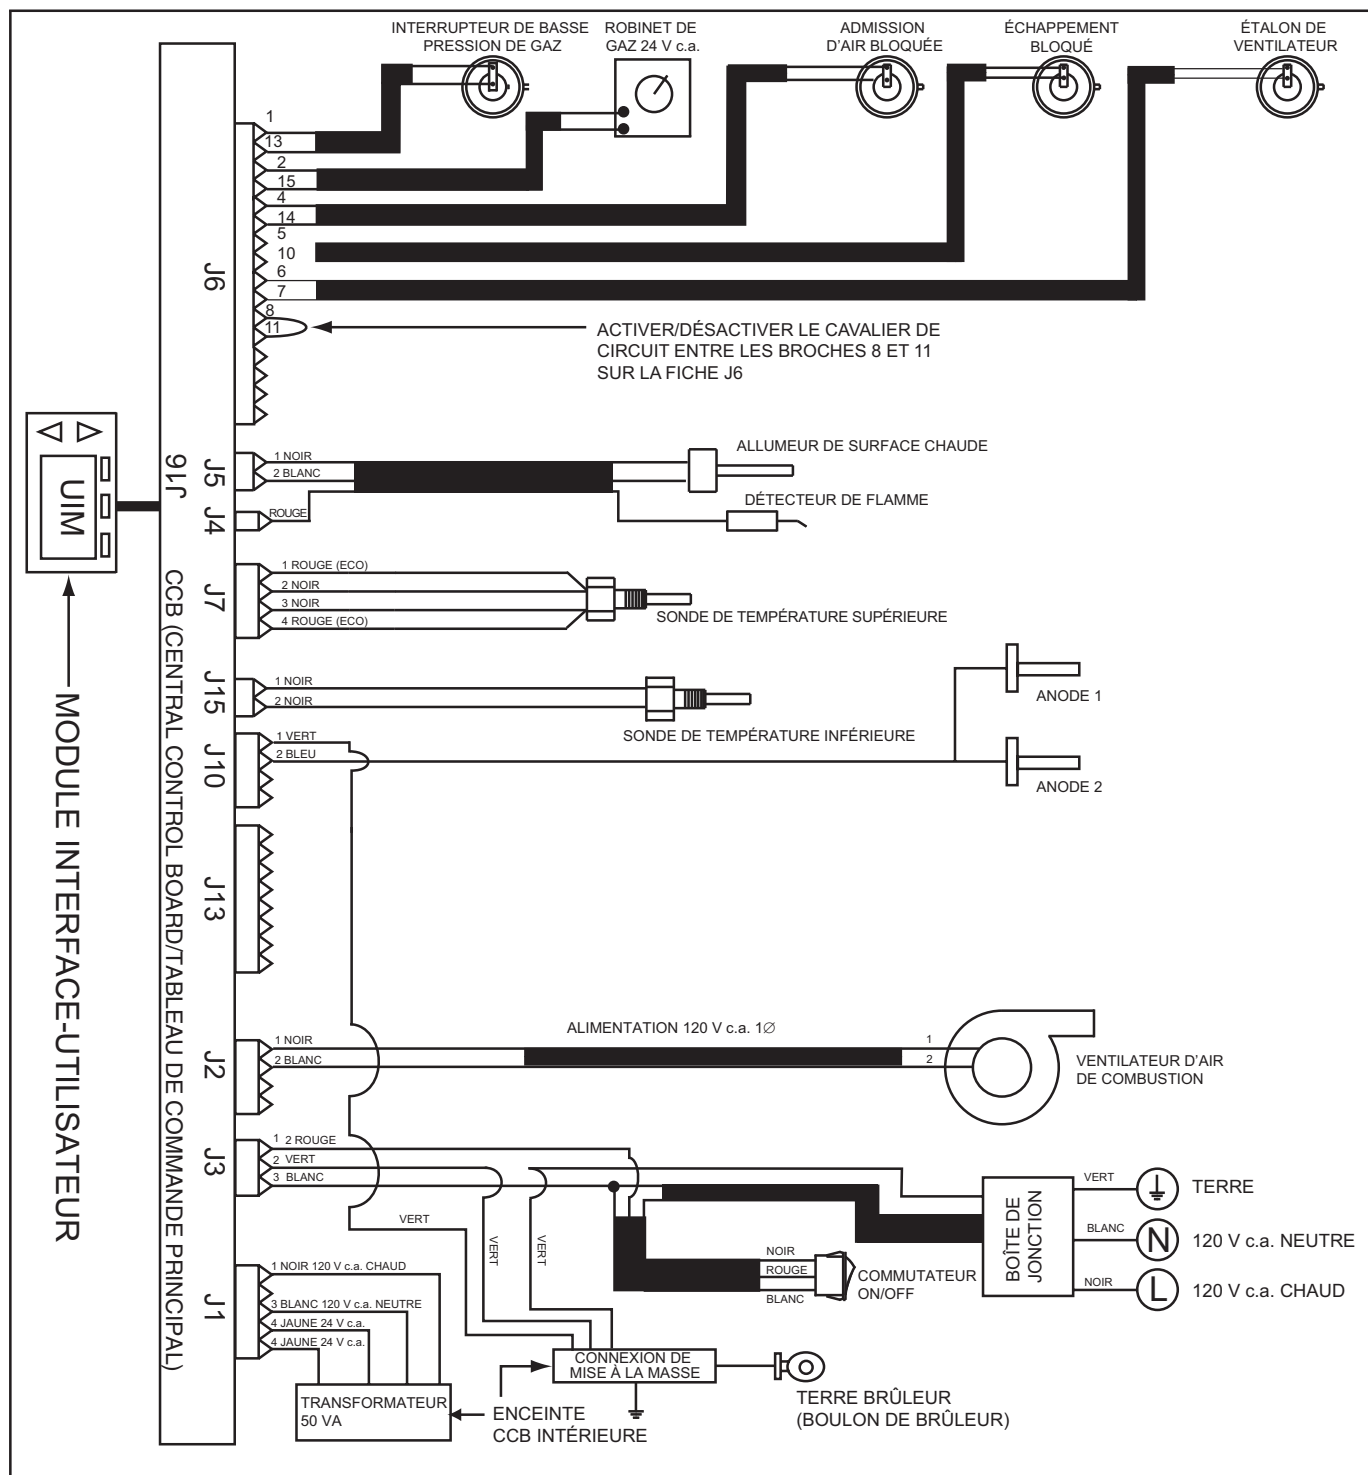 INTERRUPTEUR DE BASSE
PRESSION DE GAZ
ROBINET DE
GAZ 24 V c.a.
ADMISSION
D'AIR BLOQUÉE
ÉCHAPPEMENT
BLOQUÉ
ÉTALON DE
VENTILATEUR
1
13
2
15
4
14
5
10
6
7
8
11
J6
ACTIVER/DÉSACTIVER LE CAVALIER DE
CIRCUIT ENTRE LES BROCHES 8 ET 11
SUR LA FICHE J6
UIM
MODULE INTERFACE-UTILISATEUR
J16
CCB (CENTRAL CONTROL BOARD/TABLEAU DE COMMANDE PRINCIPAL)
J5
1 NOIR
2 BLANC
ALLUMEUR DE SURFACE CHAUDE
J4
ROUGE
DÉTECTEUR DE FLAMME
J7
1 ROUGE (ECO)
2 NOIR
3 NOIR
4 ROUGE (ECO)
SONDE DE TEMPÉRATURE SUPÉRIEURE
J15
1 NOIR
2 NOIR
SONDE DE TEMPÉRATURE INFÉRIEURE
J10
1 VERT
2 BLEU
ANODE 1
ANODE 2
J13
J2
1 NOIR
2 BLANC
ALIMENTATION 120 V c.a. 1∅
1
2
VENTILATEUR D'AIR
DE COMBUSTION
J3
1 2 ROUGE
2 VERT
3 BLANC
VERT
VERT
VERT
NOIR
ROUGE
BLANC
COMMUTATEUR
ON/OFF
BOÎTE DE
JONCTION
VERT
TERRE
BLANC
N
120 V c.a. NEUTRE
NOIR
L
120 V c.a. CHAUD
J1
1 NOIR 120 V c.a. CHAUD
3 BLANC 120 V c.a. NEUTRE
4 JAUNE 24 V c.a.
4 JAUNE 24 V c.a.
TRANSFORMATEUR
50 VA
ENCEINTE
CCB INTÉRIEURE
CONNEXION DE
MISE À LA MASSE
TERRE BRÛLEUR
(BOULON DE BRÛLEUR)